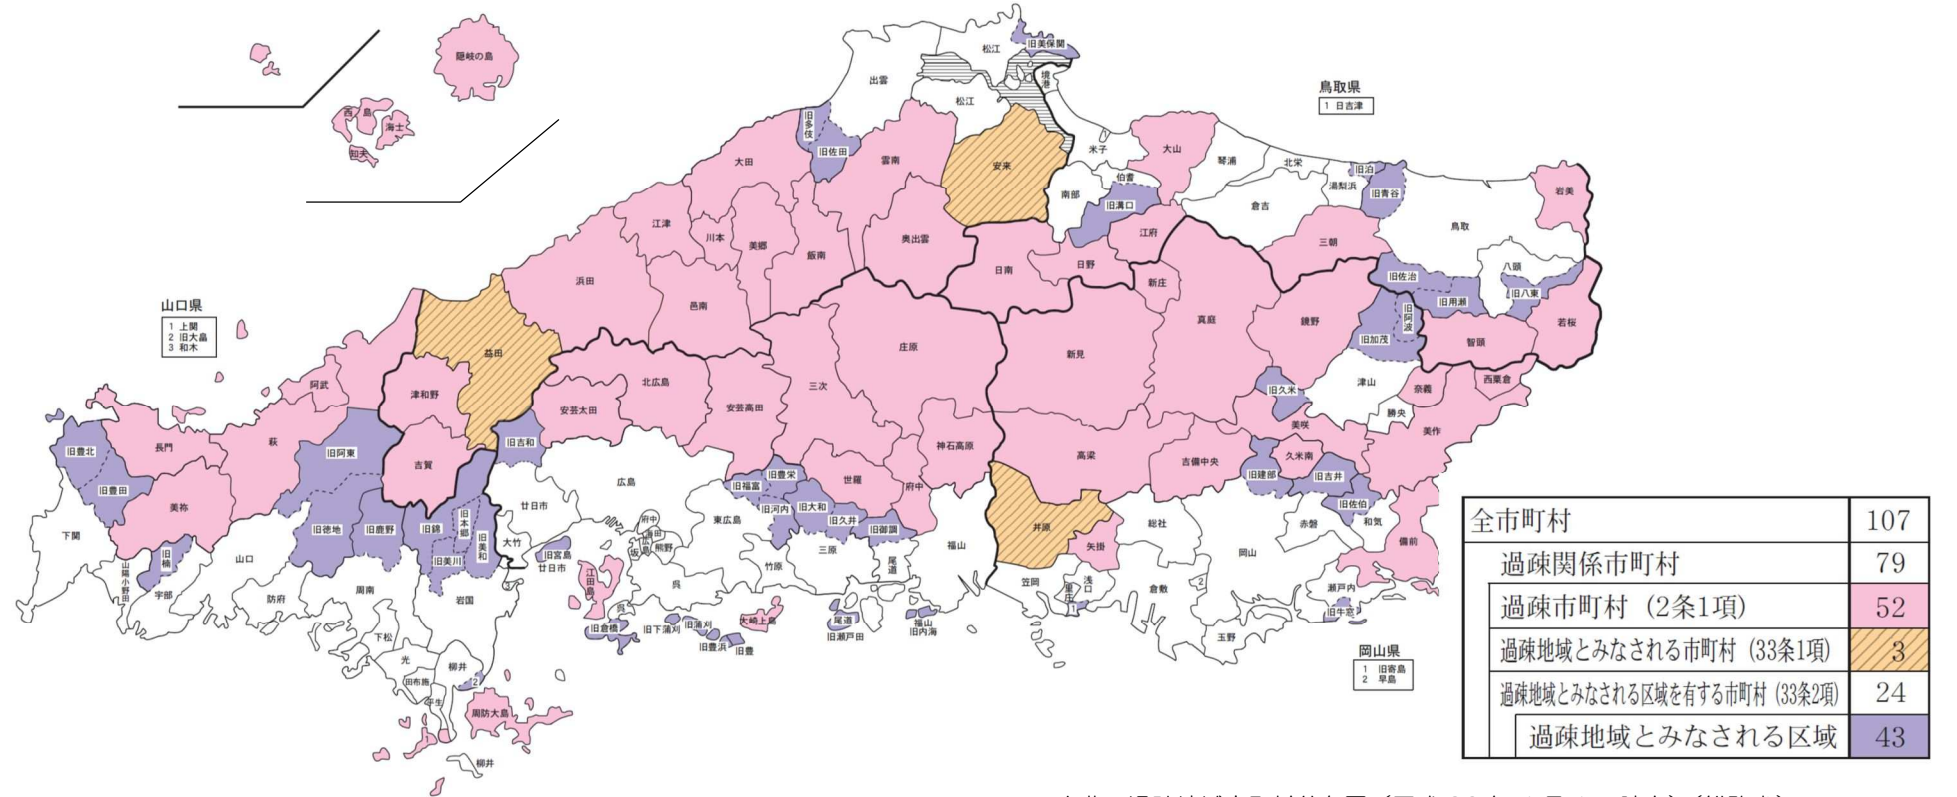 隠岐の島
西
島
海士
知夫
松江
旧美保関
出雲
境港
松江
鳥取県
1 日吉津
旧多伎
旧佐田
大田
雲南
安来
米子
大山
琴浦
北栄
旧泊
湯梨浜
旧青谷
岩美
伯耆
南部
旧溝口
倉吉
鳥取
江津
川本
美郷
飯南
奥出雲
江府
三朝
日南
日野
八頭
浜田
新庄
旧佐治
旧用瀬
旧八東
邑南
真庭
鏡野
旧阿波
若桜
山口県
1 上関
2 旧大畠
3 和木
益田
庄原
新見
旧加茂
智頭
阿武
津和野
北広島
三次
津山
奈義
西粟倉
安芸太田
安芸高田
旧久米
勝央
美咲
美作
萩
旧吉和
長門
旧豊北
旧阿東
吉賀
神石高原
高梁
吉備中央
久米南
旧豊田
美祢
広島
旧豊栄
旧福富
世羅
府中
旧建部
旧吉井
旧佐伯
廿日市
旧河内
旧大和
旧久井
東広島
旧御調
下関
旧徳地
旧鹿野
旧錦
旧本郷
旧美和
大竹
府中
海田
広島
熊野
坂
井原
総社
赤磐
和気
備前
旧楠
山口
旧美川
旧宮島
廿日市
三原
尾道
福山
矢掛
岡山
山陽小野田
宇部
防府
周南
岩国
3
江田島
呉
竹原
笠岡
里庄
浅口
倉敷
2
瀬戸内
1
旧牛窓
呉
旧倉橋
旧下蒲刈
旧蒲刈
大崎上島
旧豊浜
旧豊
尾道
旧瀬戸田
福山
旧内海
玉野
下松
光
柳井
田布施
2
平生
周防大島
1
柳井
岡山県
1 旧寄島
2 早島
全市町村 107
過疎関係市町村 79
過疎市町村（2条1項） 52
過疎地域とみなされる市町村（33条1項） 3
過疎地域とみなされる区域を有する市町村（33条2項） 24
過疎地域とみなされる区域 43